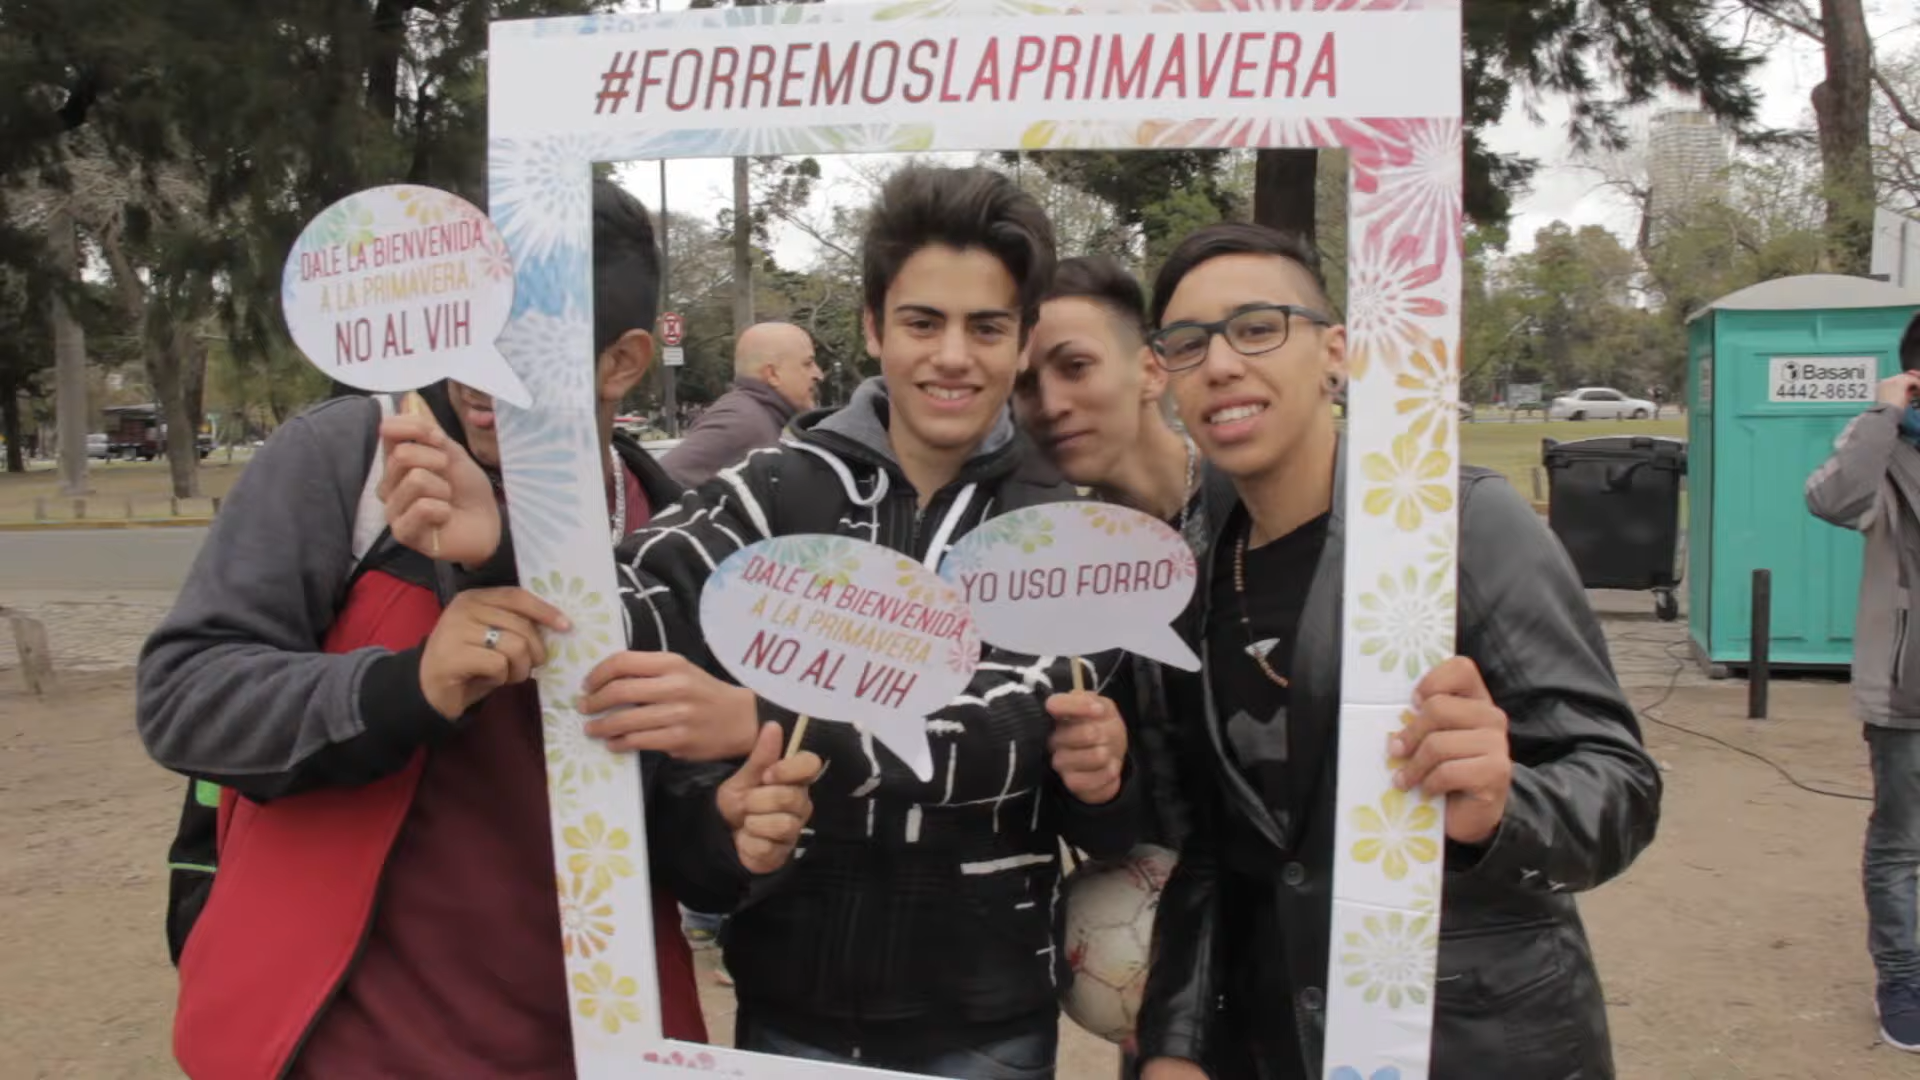 #FORREMOSLAPRIMAVERA
DALE LA BIENVENIDA
A LA PRIMAVERA,
NO AL VIH
DALE LA BIENVENIDA
A LA PRIMAVERA
NO AL VIH
YO USO FORRO
Basani
4442-8652